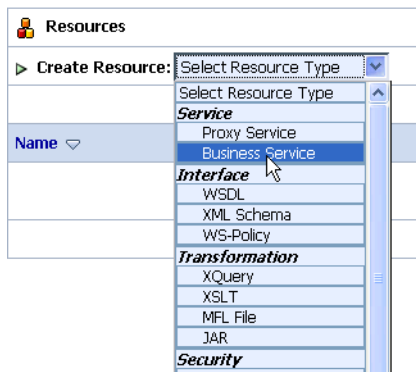 Resources
Create Resource: Select Resource Type
Select Resource Type
Service
Proxy Service
Business Service
Name
Interface
WSDL
XML Schema
WS-Policy
Transformation
XQuery
XSLT
MFL File
JAR
Security